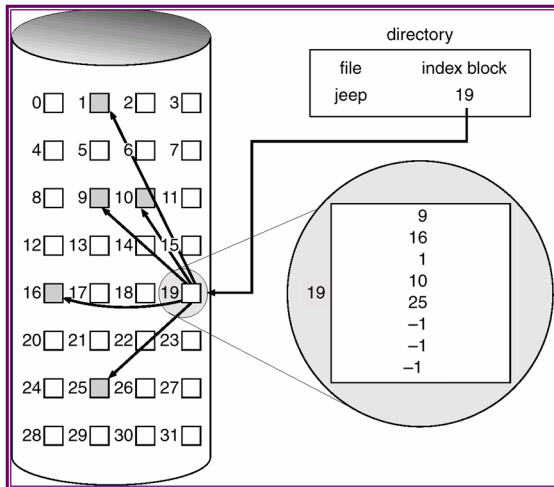 directory
file index block
jeep 19
0 1 2 3
4 5 6 7
8 9 10 11
12 13 14 15
16 17 18 19
20 21 22 23
24 25 26 27
28 29 30 31
19
9
16
1
10
25
–1
–1
–1